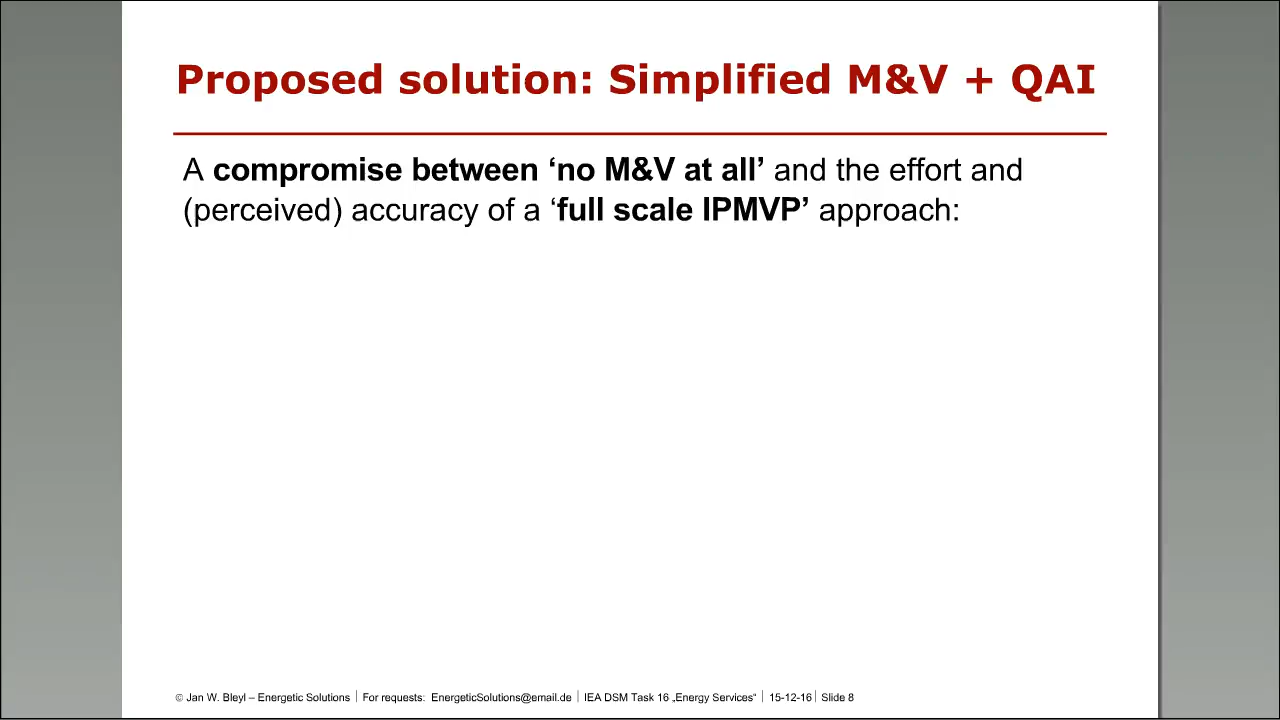 Proposed solution: Simplified M&V + QAI
A compromise between ‘no M&V at all’ and the effort and
(perceived) accuracy of a ‘full scale IPMVP’ approach:
© Jan W. Bleyl – Energetic Solutions | For requests: EnergeticSolutions@email.de | IEA DSM Task 16 „Energy Services“ | 15-12-16 | Slide 8